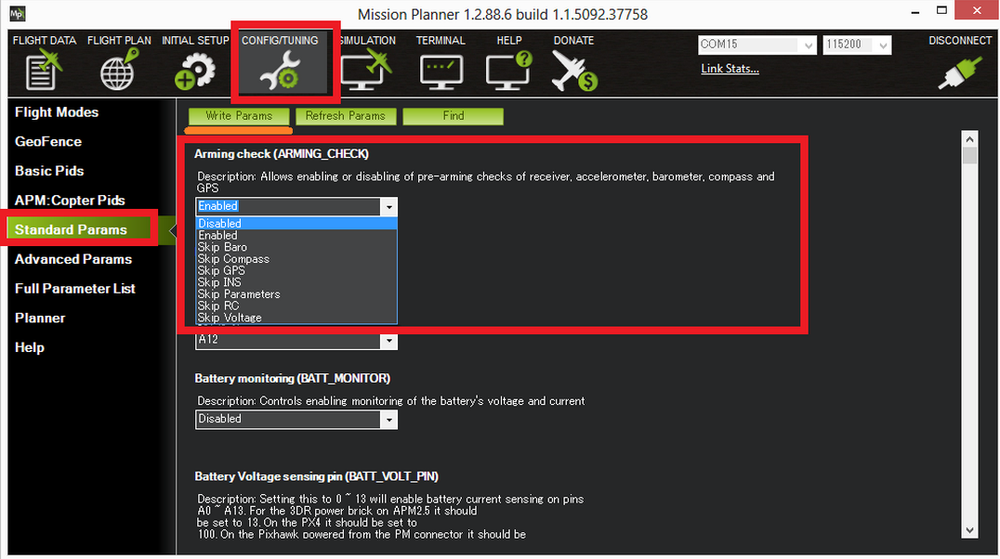 Mp
Mission Planner 1.2.88.6 build 1.1.5092.37758
FLIGHT DATA FLIGHT PLAN INITIAL SETUP CONFIG/TUNING SIMULATION TERMINAL HELP DONATE COM15 115200 DISCONNECT
Link Stats...
Flight Modes
GeoFence
Basic Pids
APM:Copter Pids
Standard Params
Advanced Params
Full Parameter List
Planner
Help
Write Params Refresh Params Find
Arming check (ARMING_CHECK)
Description: Allows enabling or disabling of pre-arming checks of receiver, accelerometer, barometer, compass and
GPS
Enabled
Disabled
Enabled
Skip Baro
Skip Compass
Skip GPS
Skip INS
Skip Parameters
Skip RC
Skip Voltage
A12
Battery monitoring (BATT_MONITOR)
Description: Controls enabling monitoring of the battery's voltage and current
Disabled
Battery Voltage sensing pin (BATT_VOLT_PIN)
Description: Setting this to 0 ~ 13 will enable battery current sensing on pins
A0 ~ A13. For the 3DR power brick on APM2.5 it should
be set to 13. On the PX4 it should be set to
100. On the Pixhawk powered from the PM connector it should be